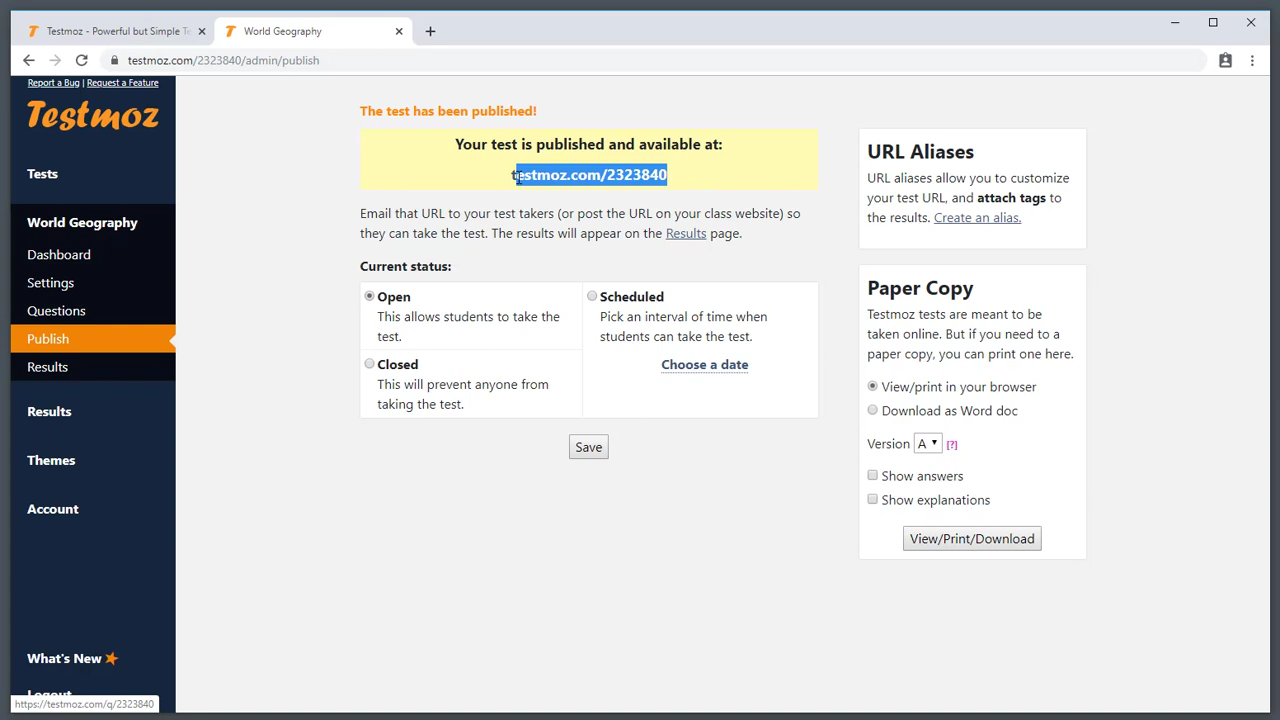 Testmoz - Powerful but Simple Te
World Geography
testmoz.com/2323840/admin/publish
Report a Bug | Request a Feature
Testmoz
Tests
World Geography
Dashboard
Settings
Questions
Publish
Results
Results
Themes
Account
What's New
Logout
https://testmoz.com/q/2323840
The test has been published!
Your test is published and available at:
testmoz.com/2323840
Email that URL to your test takers (or post the URL on your class website) so
they can take the test. The results will appear on the Results page.
Current status:
Open
This allows students to take the
test.
Closed
This will prevent anyone from
taking the test.
Scheduled
Pick an interval of time when
students can take the test.
Choose a date
Save
URL Aliases
URL aliases allow you to customize
your test URL, and attach tags to
the results. Create an alias.
Paper Copy
Testmoz tests are meant to be
taken online. But if you need to a
paper copy, you can print one here.
View/print in your browser
Download as Word doc
Version A [?]
Show answers
Show explanations
View/Print/Download